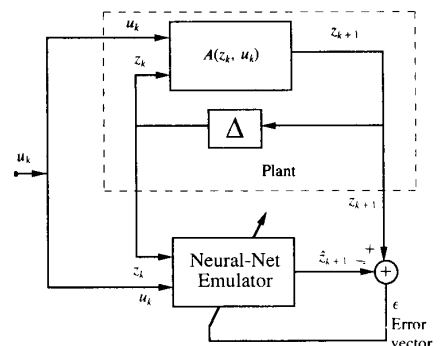 u_k
z_{k+1}
z_k
A(z_k, u_k)
Δ
Plant
u_k
z_{k+1}
+
Neural-Net
Emulator
ẑ_{k+1}
−
+
z_k
u_k
ϵ
Error
vector